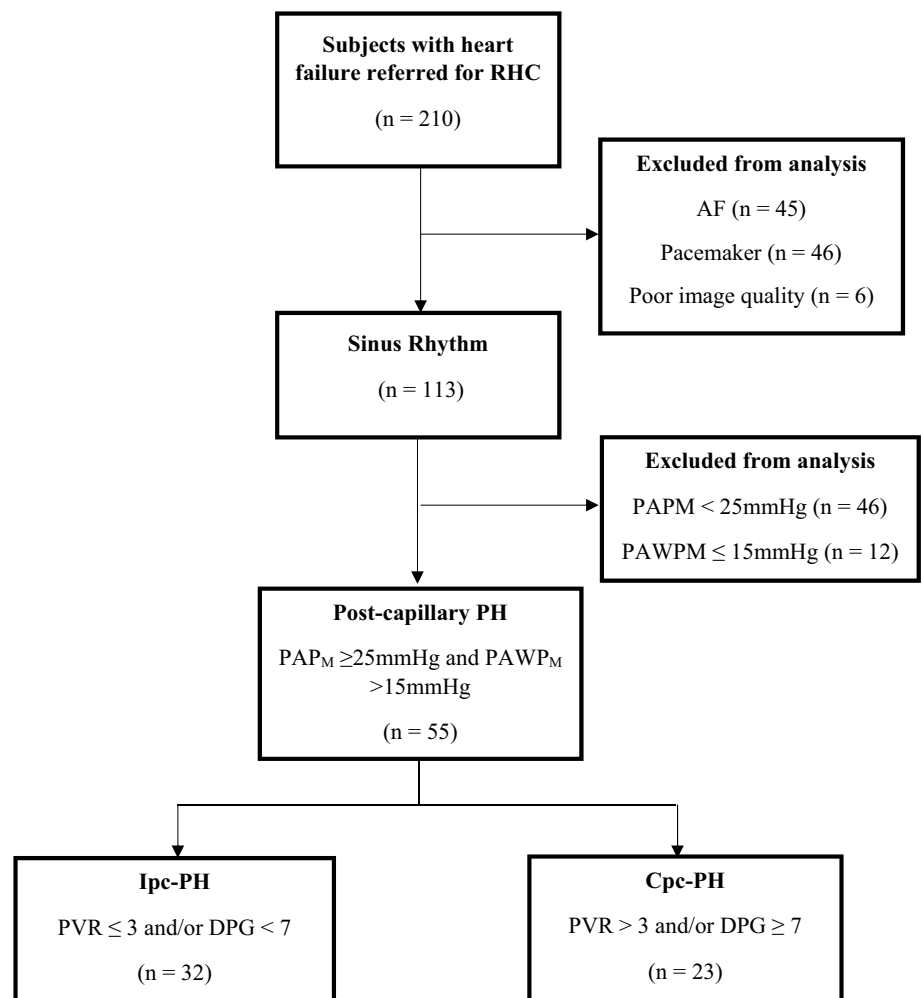 Subjects with heart
failure referred for RHC
(n = 210)
Excluded from analysis
AF (n = 45)
Pacemaker (n = 46)
Poor image quality (n = 6)
Sinus Rhythm
(n = 113)
Excluded from analysis
PAPM < 25mmHg (n = 46)
PAWPM ≤ 15mmHg (n = 12)
Post-capillary PH
PAPM ≥25mmHg and PAWPM
>15mmHg
(n = 55)
Ipc-PH
PVR ≤ 3 and/or DPG < 7
(n = 32)
Cpc-PH
PVR > 3 and/or DPG ≥ 7
(n = 23)